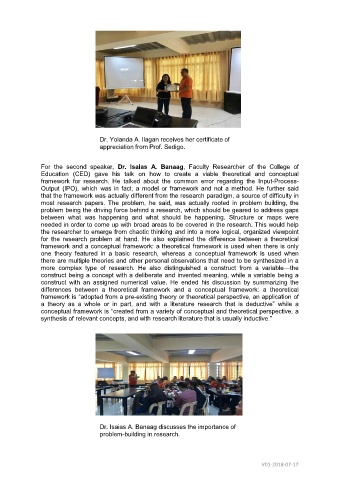 Dr. Yolanda A. Ilagan receives her certificate of
appreciation from Prof. Sedigo.
For the second speaker, Dr. Isaias A. Banaag, Faculty Researcher of the College of
Education (CED) gave his talk on how to create a viable theoretical and conceptual
framework for research. He talked about the common error regarding the Input-Process-
Output (IPO), which was in fact, a model or framework and not a method. He further said
that the framework was actually different from the research paradigm, a source of difficulty in
most research papers. The problem, he said, was actually rooted in problem building, the
problem being the driving force behind a research, which should be geared to address gaps
between what was happening and what should be happening. Structure or maps were
needed in order to come up with broad areas to be covered in the research. This would help
the researcher to emerge from chaotic thinking and into a more logical, organized viewpoint
for the research problem at hand. He also explained the difference between a theoretical
framework and a conceptual framework: a theoretical framework is used when there is only
one theory featured in a basic research, whereas a conceptual framework is used when
there are multiple theories and other personal observations that need to be synthesized in a
more complex type of research. He also distinguished a construct from a variable—the
construct being a concept with a deliberate and invented meaning, while a variable being a
construct with an assigned numerical value. He ended his discussion by summarizing the
differences between a theoretical framework and a conceptual framework: a theoretical
framework is “adopted from a pre-existing theory or theoretical perspective, an application of
a theory as a whole or in part, and with a literature research that is deductive” while a
conceptual framework is “created from a variety of conceptual and theoretical perspective, a
synthesis of relevant concepts, and with research literature that is usually inductive.”
Dr. Isaias A. Banaag discusses the importance of
problem-building in research.
V01-2018-07-17